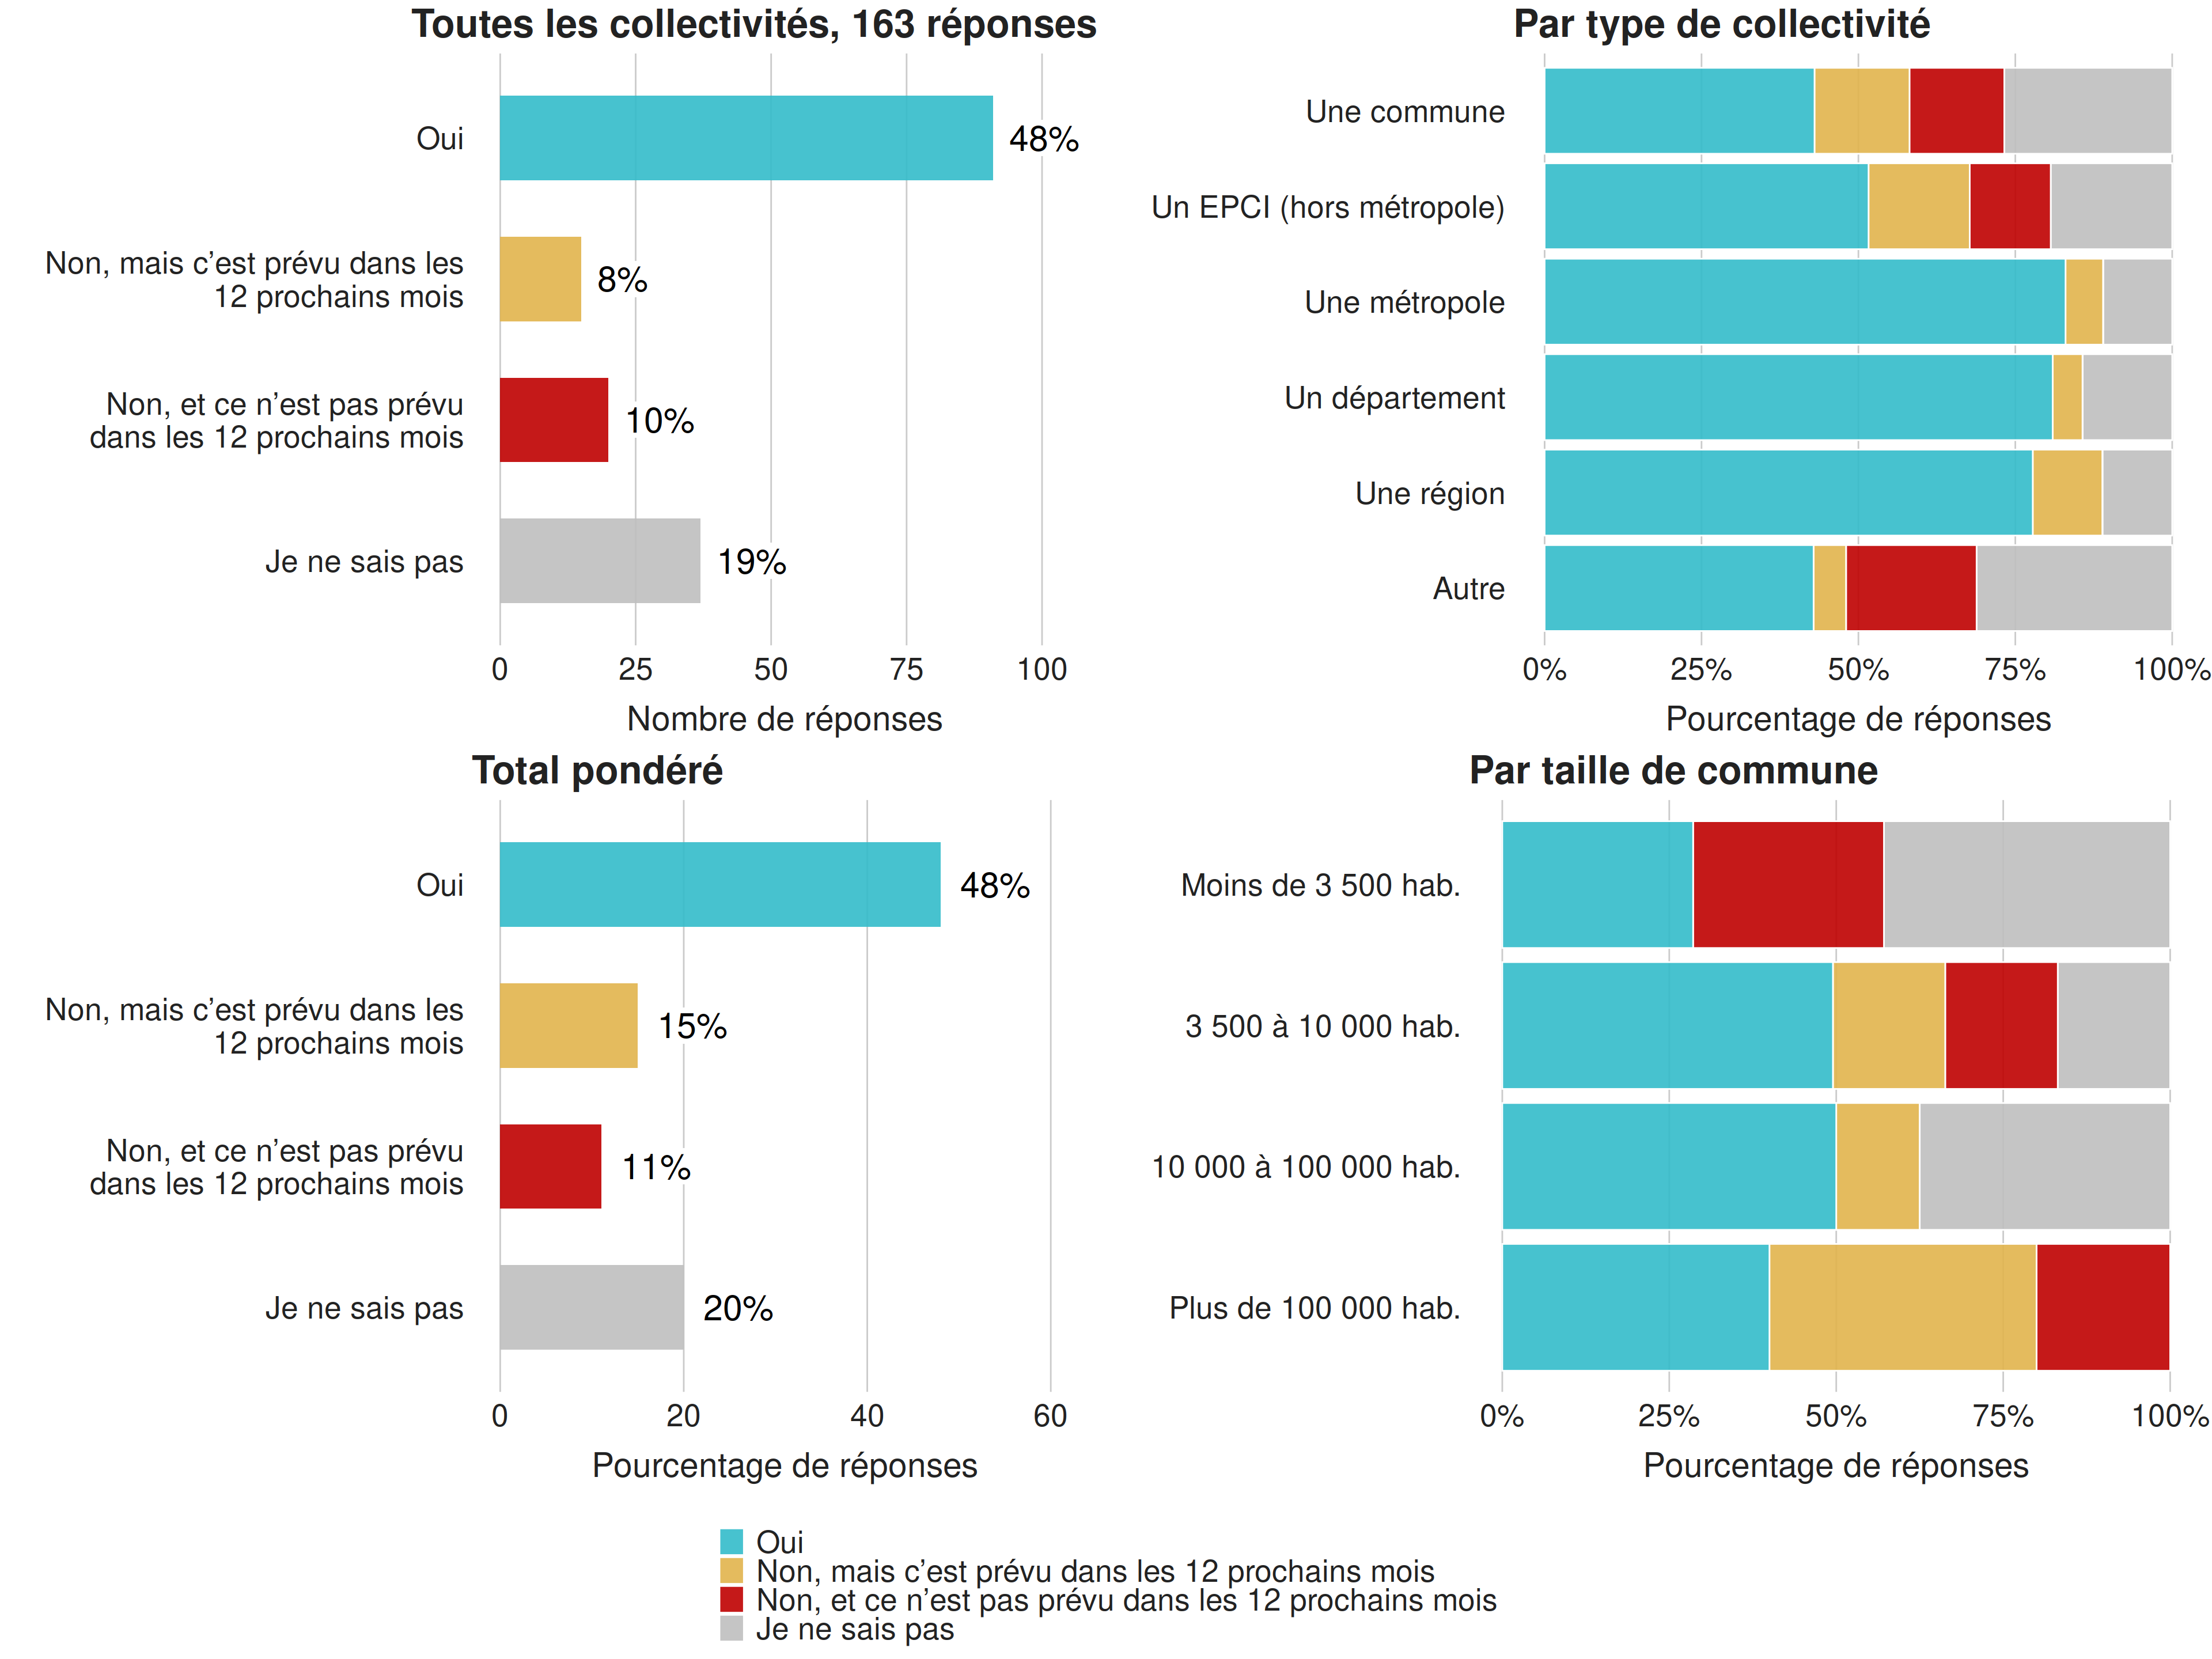 Toutes les collectivités, 163 réponses
Oui
48%
Non, mais c’est prévu dans les
12 prochains mois
8%
Non, et ce n’est pas prévu
dans les 12 prochains mois
10%
Je ne sais pas
19%
0 25 50 75 100
Nombre de réponses
Par type de collectivité
Une commune
Un EPCI (hors métropole)
Une métropole
Un département
Une région
Autre
0% 25% 50% 75% 100%
Pourcentage de réponses
Total pondéré
Oui
48%
Non, mais c’est prévu dans les
12 prochains mois
15%
Non, et ce n’est pas prévu
dans les 12 prochains mois
11%
Je ne sais pas
20%
0 20 40 60
Pourcentage de réponses
Par taille de commune
Moins de 3 500 hab.
3 500 à 10 000 hab.
10 000 à 100 000 hab.
Plus de 100 000 hab.
0% 25% 50% 75% 100%
Pourcentage de réponses
Oui
Non, mais c’est prévu dans les 12 prochains mois
Non, et ce n’est pas prévu dans les 12 prochains mois
Je ne sais pas